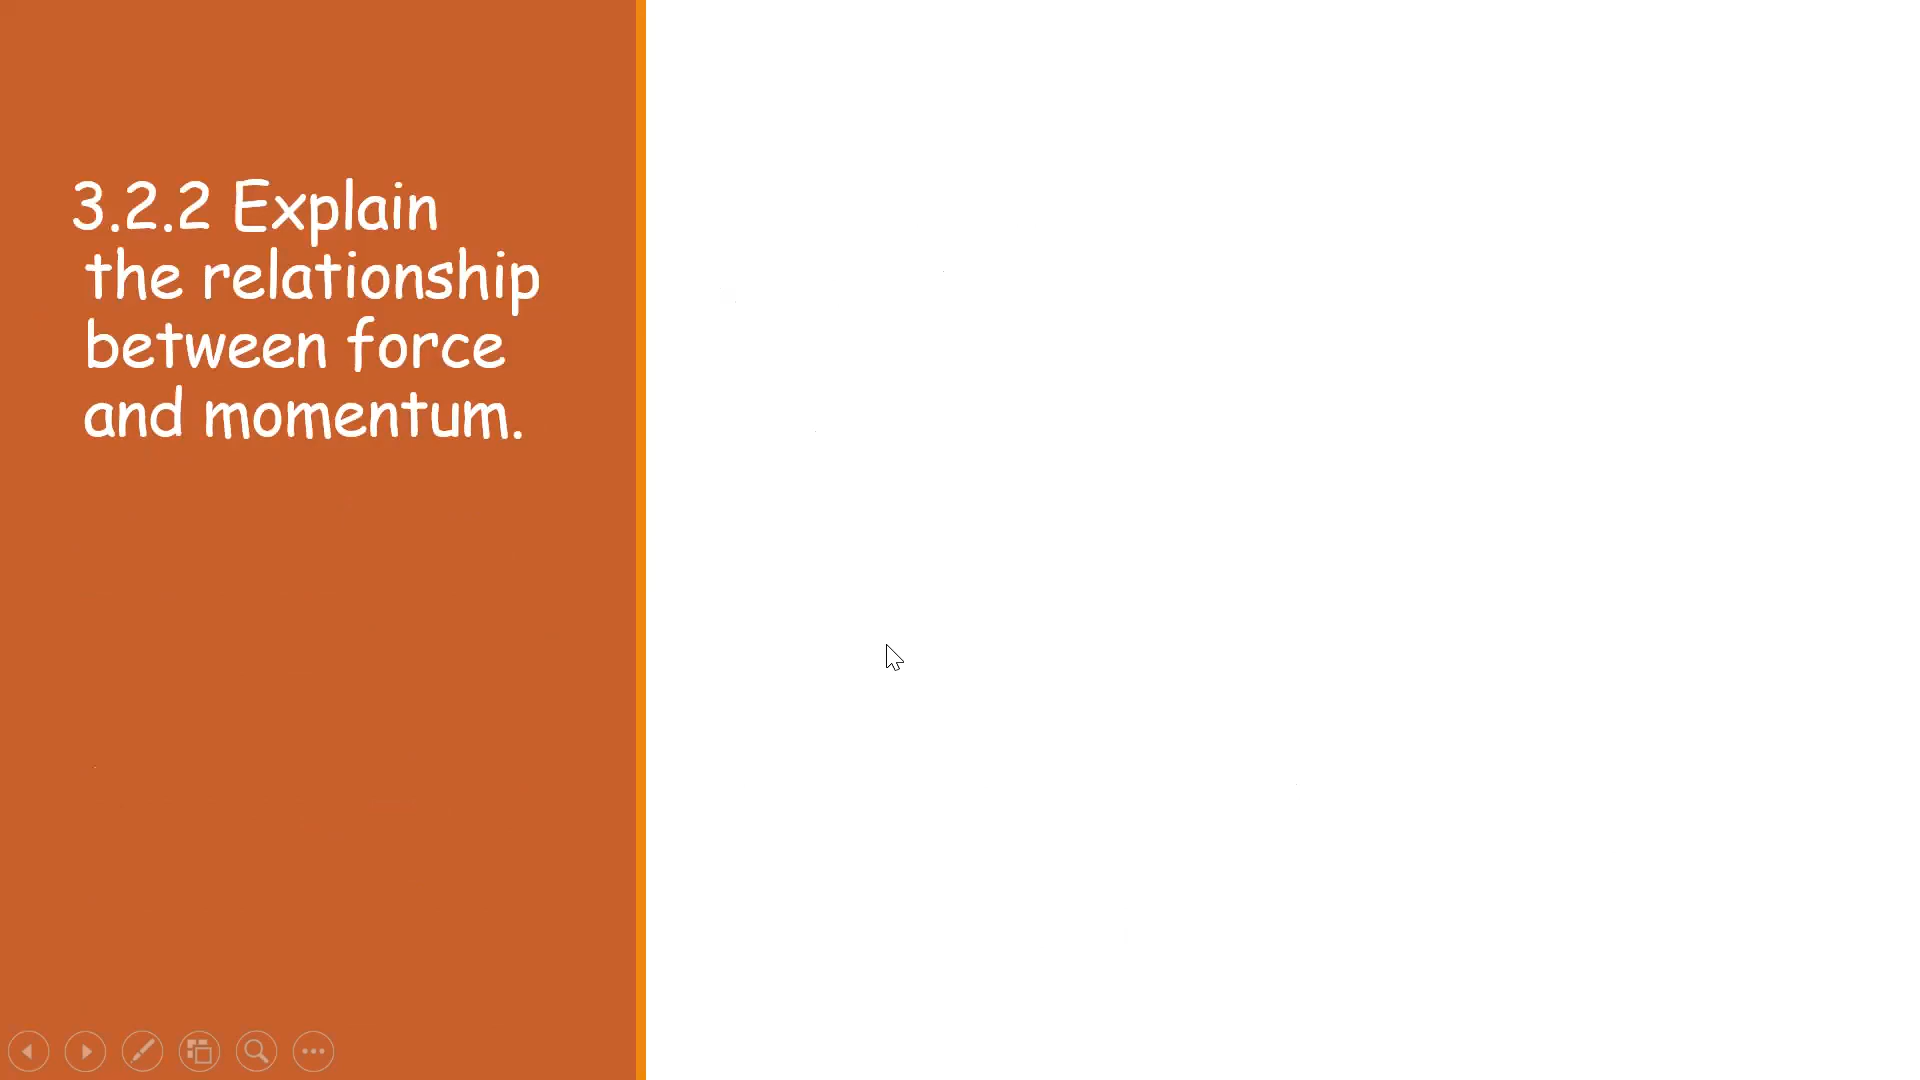 3.2.2 Explain
the relationship
between force
and momentum.